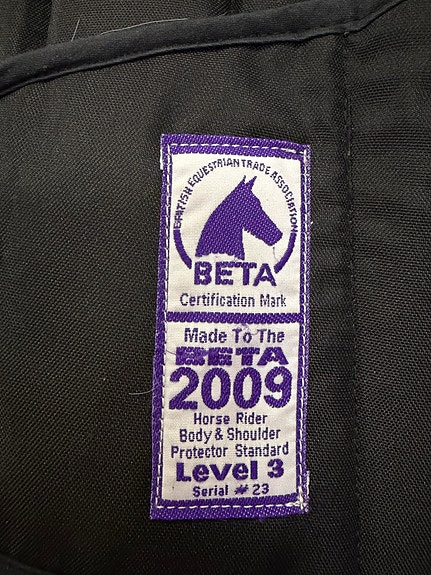 BRITISH EQUESTRIAN TRADE ASSOCIATION
BETA
Certification Mark
Made To The
BETA
2009
Horse Rider
Body & Shoulder
Protector Standard
Level 3
Serial # 23